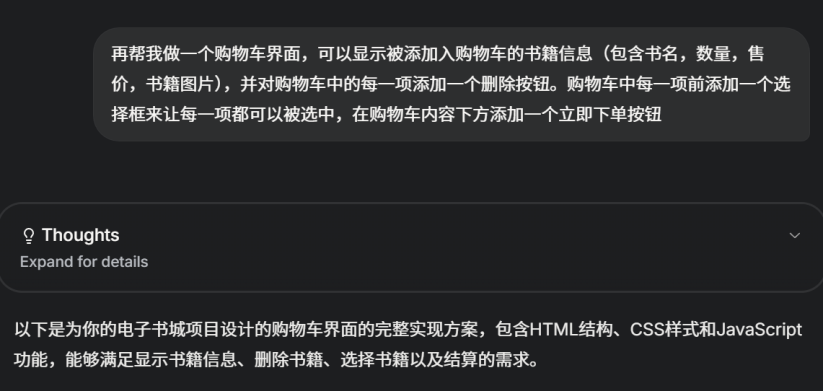 再帮我做一个购物车界面，可以显示被添加入购物车的书籍信息（包含书名，数量，售
价，书籍图片），并对购物车中的每一项添加一个删除按钮。购物车中每一项前添加一个选
择框来让每一项都可以被选中，在购物车内容下方添加一个立即下单按钮
Thoughts
Expand for details
以下是为你的电子书城项目设计的购物车界面的完整实现方案，包含HTML结构、CSS样式和JavaScript
功能，能够满足显示书籍信息、删除书籍、选择书籍以及结算的需求。